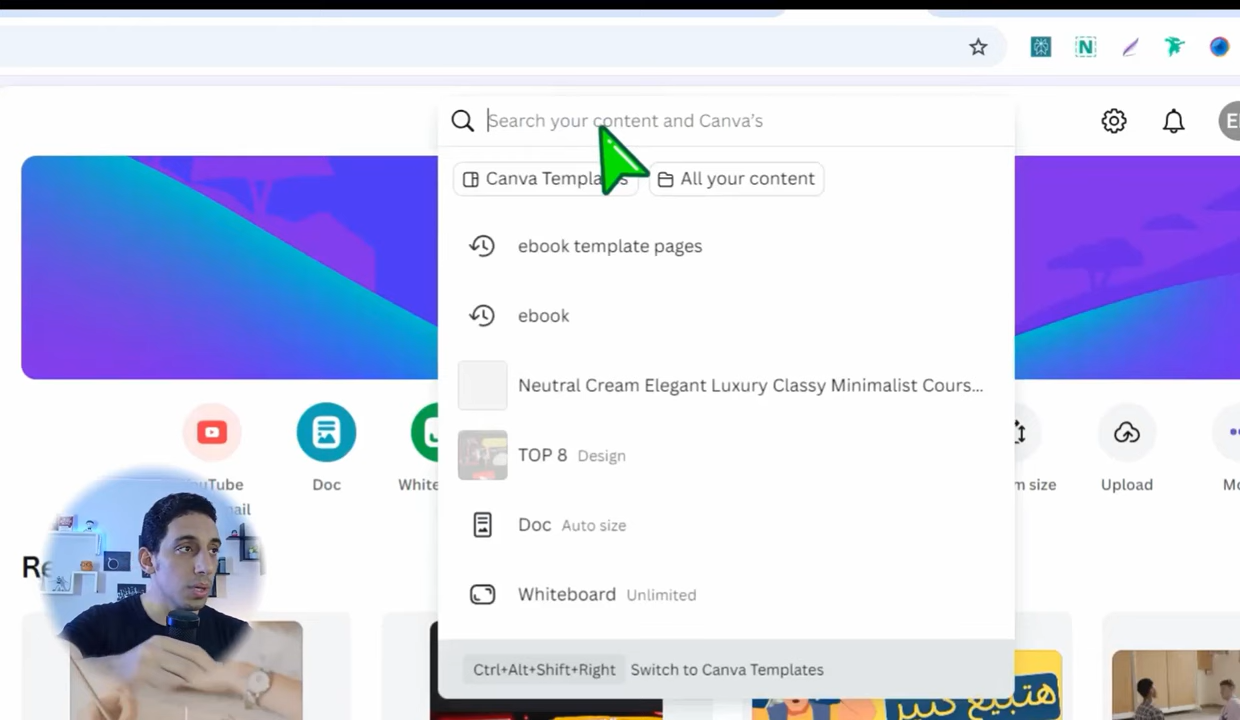 Search your content and Canva's
Canva Templates
All your content
ebook template pages
ebook
Neutral Cream Elegant Luxury Classy Minimalist Cours...
TOP 8 Design
Doc Auto size
Whiteboard Unlimited
Ctrl+Alt+Shift+Right Switch to Canva Templates
Doc
Upload
هتبيع كتير